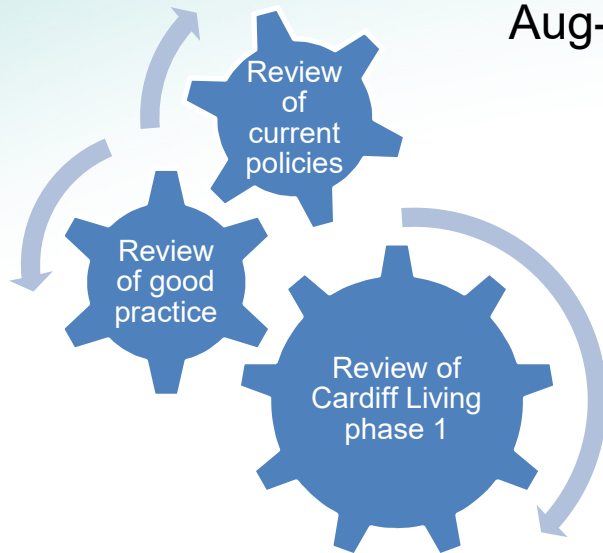 Aug-
Review
of
current
policies
Review
of good
practice
Review of
Cardiff Living
phase 1